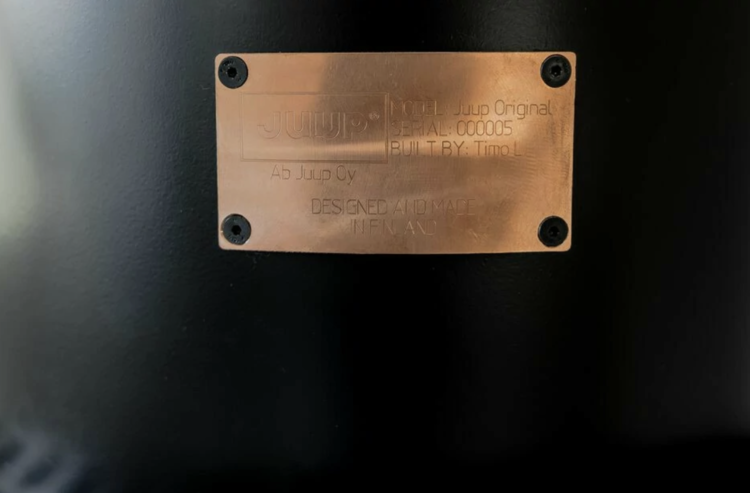 JUUP®
Ab Juup Oy
MODEL: Juup Original
SERIAL: 000005
BUILT BY: Timo L
DESIGNED AND MADE
IN FINLAND